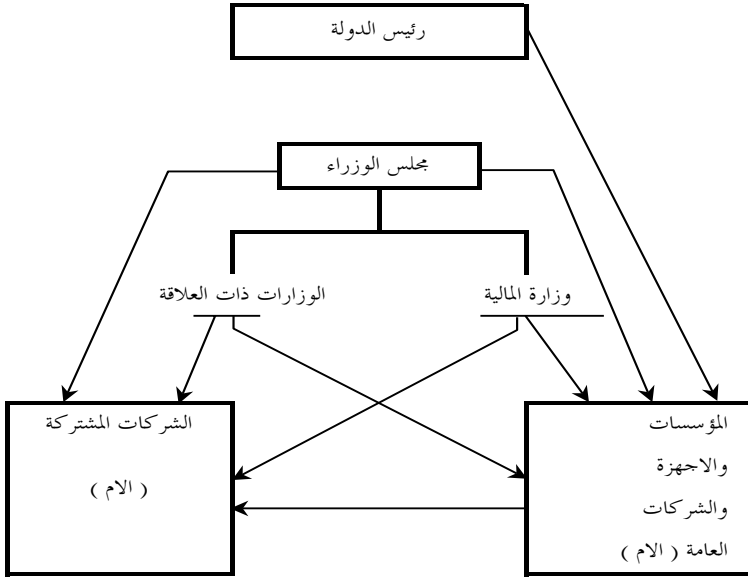 رئيس الدولة
مجلس الوزراء
وزارة المالية
الوزارات ذات العلاقة
المؤسسات
والاجهزة
والشركات
العامة ( الام )
الشركات المشتركة
( الام )